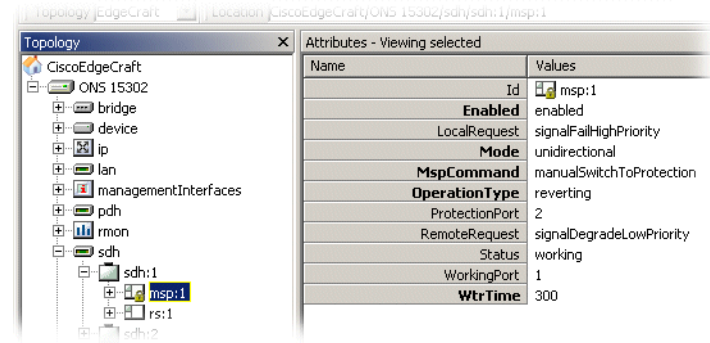 Topology EdgeCraft Location CiscoEdgeCraft/ONS 15302/sdh/sdh:1/msp:1
Topology x
CiscoEdgeCraft
ONS 15302
bridge
device
ip
lan
managementInterfaces
pdh
rmon
sdh
sdh:1
msp:1
rs:1
sdh:2
Attributes - Viewing selected
Name Values
Id msp:1
Enabled enabled
LocalRequest signalFailHighPriority
Mode unidirectional
MspCommand manualSwitchToProtection
OperationType reverting
ProtectionPort 2
RemoteRequest signalDegradeLowPriority
Status working
WorkingPort 1
WtrTime 300